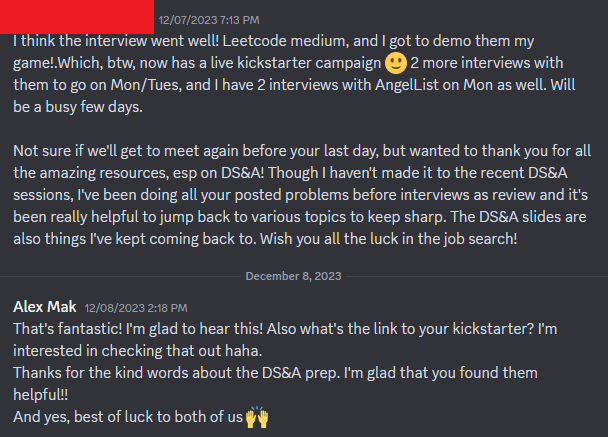 12/07/2023 7:13 PM
I think the interview went well! Leetcode medium, and I got to demo them my
game!.Which, btw, now has a live kickstarter campaign 🙂 2 more interviews with
them to go on Mon/Tues, and I have 2 interviews with AngelList on Mon as well. Will
be a busy few days.
Not sure if we'll get to meet again before your last day, but wanted to thank you for all
the amazing resources, esp on DS&A! Though I haven't made it to the recent DS&A
sessions, I've been doing all your posted problems before interviews as review and it's
been really helpful to jump back to various topics to keep sharp. The DS&A slides are
also things I've kept coming back to. Wish you all the luck in the job search!
December 8, 2023
Alex Mak 12/08/2023 2:18 PM
That's fantastic! I'm glad to hear this! Also what's the link to your kickstarter? I'm
interested in checking that out haha.
Thanks for the kind words about the DS&A prep. I'm glad that you found them
helpful!!
And yes, best of luck to both of us 🙌